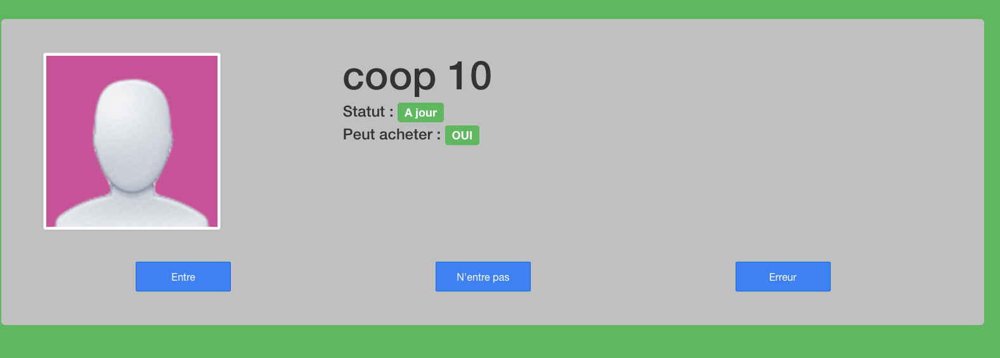 coop 10
Statut : A jour
Peut acheter : OUI
Entre
N'entre pas
Erreur